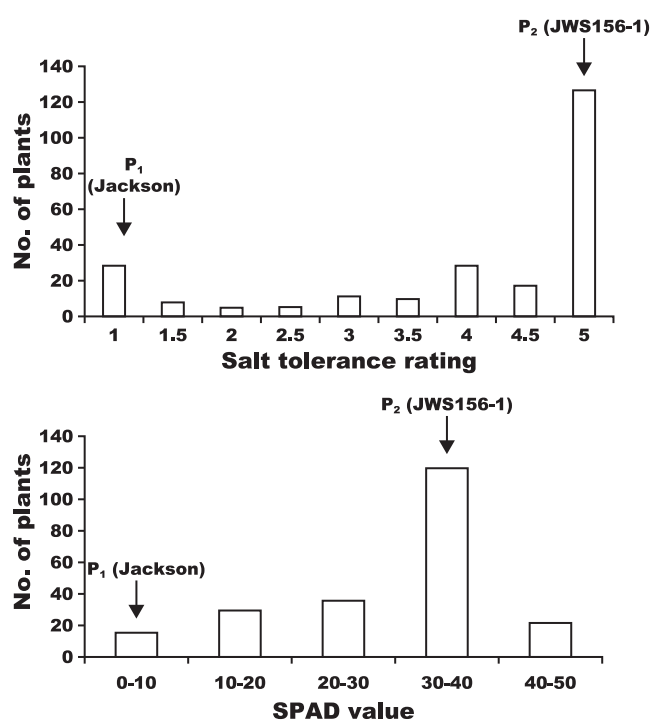 P₂ (JWS156-1)
140
120
100
80
60
40
20
0
No. of plants
P₁
(Jackson)
1 1.5 2 2.5 3 3.5 4 4.5 5
Salt tolerance rating
P₂ (JWS156-1)
140
120
100
80
60
40
20
0
No. of plants
P₁ (Jackson)
0-10 10-20 20-30 30-40 40-50
SPAD value